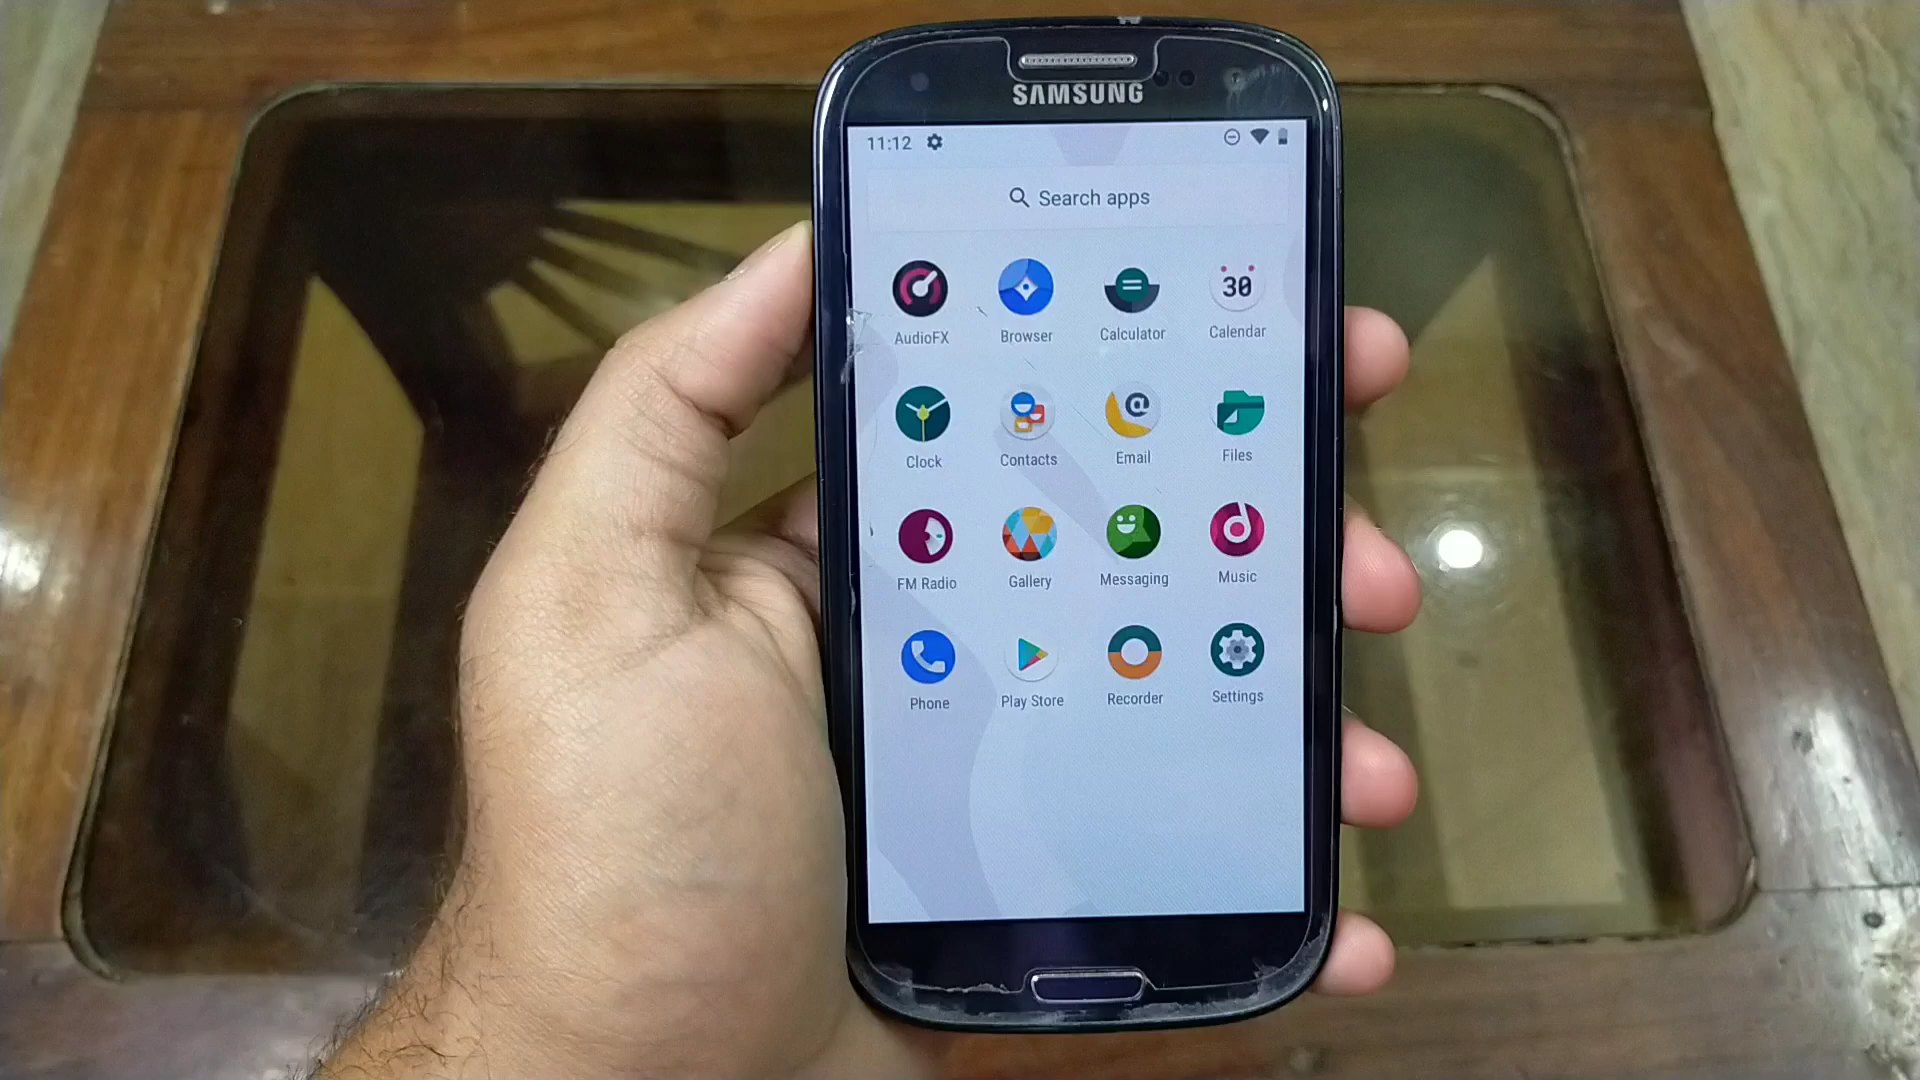 SAMSUNG
11:12
Search apps
30
AudioFX Browser Calculator Calendar
@
Clock Contacts Email Files
FM Radio Gallery Messaging Music
Phone Play Store Recorder Settings